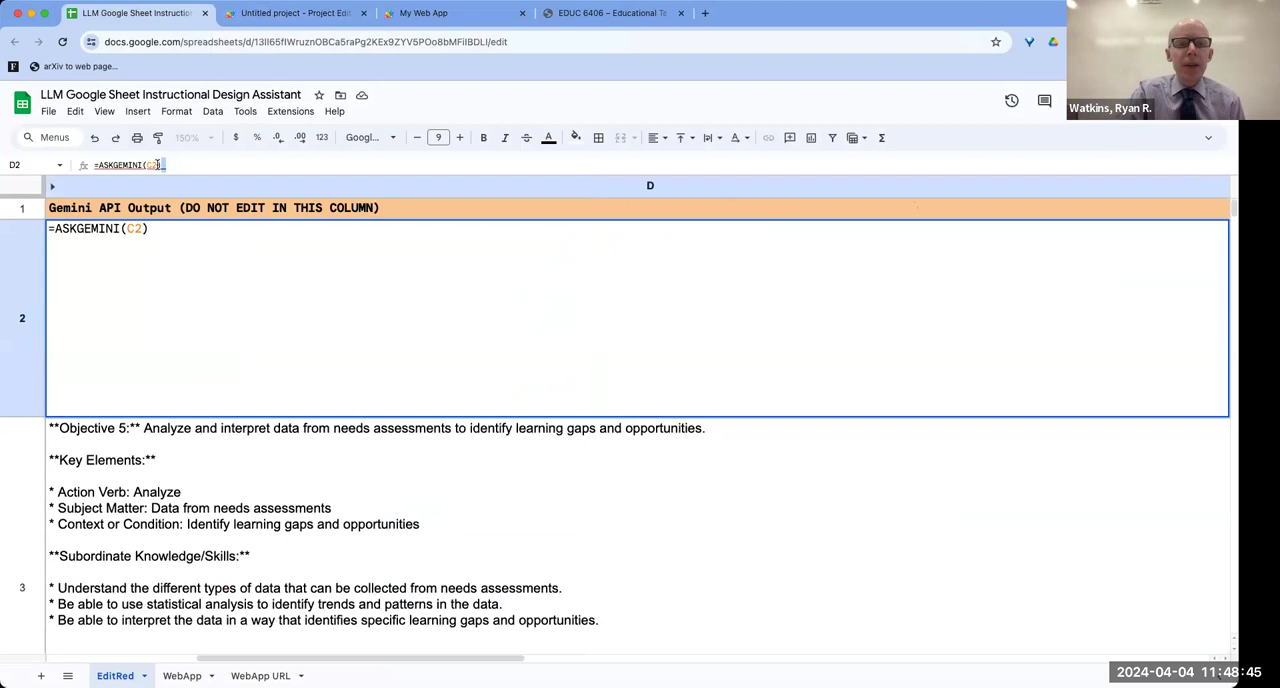 LLM Google Sheet Instruction
Untitled project - Project Edit
My Web App
EDUC 6406 – Educational Te
docs.google.com/spreadsheets/d/13lI65fIWruznOBCa5raPg2KEx9ZYV5POo8bMFiIBDLI/edit
F
arXiv to web page...
LLM Google Sheet Instructional Design Assistant
File Edit View Insert Format Data Tools Extensions Help
Watkins, Ryan R.
Menus 150% $ % .0 .00 123 Googl... 9 B I A Σ
D2 fx =ASKGEMINI(C2)
D
1 Gemini API Output (DO NOT EDIT IN THIS COLUMN)
=ASKGEMINI(C2)
2
**Objective 5:** Analyze and interpret data from needs assessments to identify learning gaps and opportunities.
**Key Elements:**
* Action Verb: Analyze
* Subject Matter: Data from needs assessments
* Context or Condition: Identify learning gaps and opportunities
**Subordinate Knowledge/Skills:**
3 * Understand the different types of data that can be collected from needs assessments.
* Be able to use statistical analysis to identify trends and patterns in the data.
* Be able to interpret the data in a way that identifies specific learning gaps and opportunities.
EditRed WebApp WebApp URL
2024-04-04 11:48:45